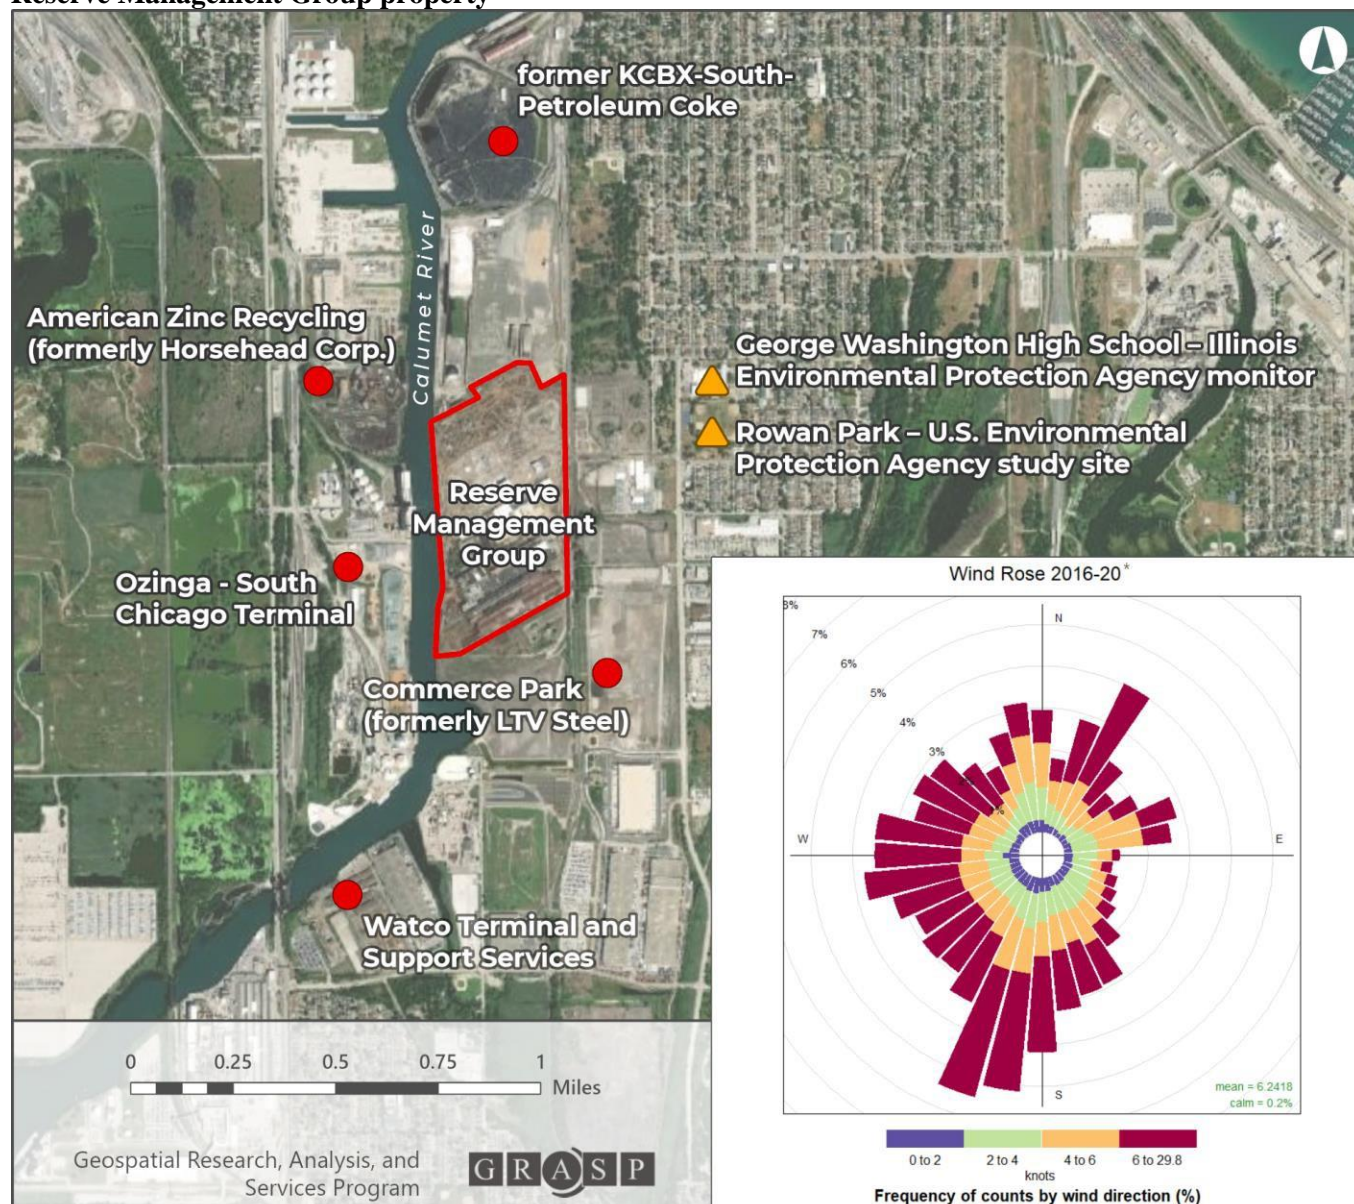 Reserve Management Group property
former KCBX-South-
Petroleum Coke
Calumet River
American Zinc Recycling
(formerly Horsehead Corp.)
George Washington High School – Illinois
Environmental Protection Agency monitor
Rowan Park – U.S. Environmental
Protection Agency study site
Reserve
Management
Group
Ozinga - South
Chicago Terminal
Commerce Park
(formerly LTV Steel)
Watco Terminal and
Support Services
0 0.25 0.5 0.75 1
Miles
Geospatial Research, Analysis, and
Services Program
GRASP
Wind Rose 2016-20*
8%
7%
6%
5%
4%
3%
2%
1%
N
W
E
S
mean = 6.2418
calm = 0.2%
0 to 2 2 to 4 4 to 6 6 to 29.8
knots
Frequency of counts by wind direction (%)